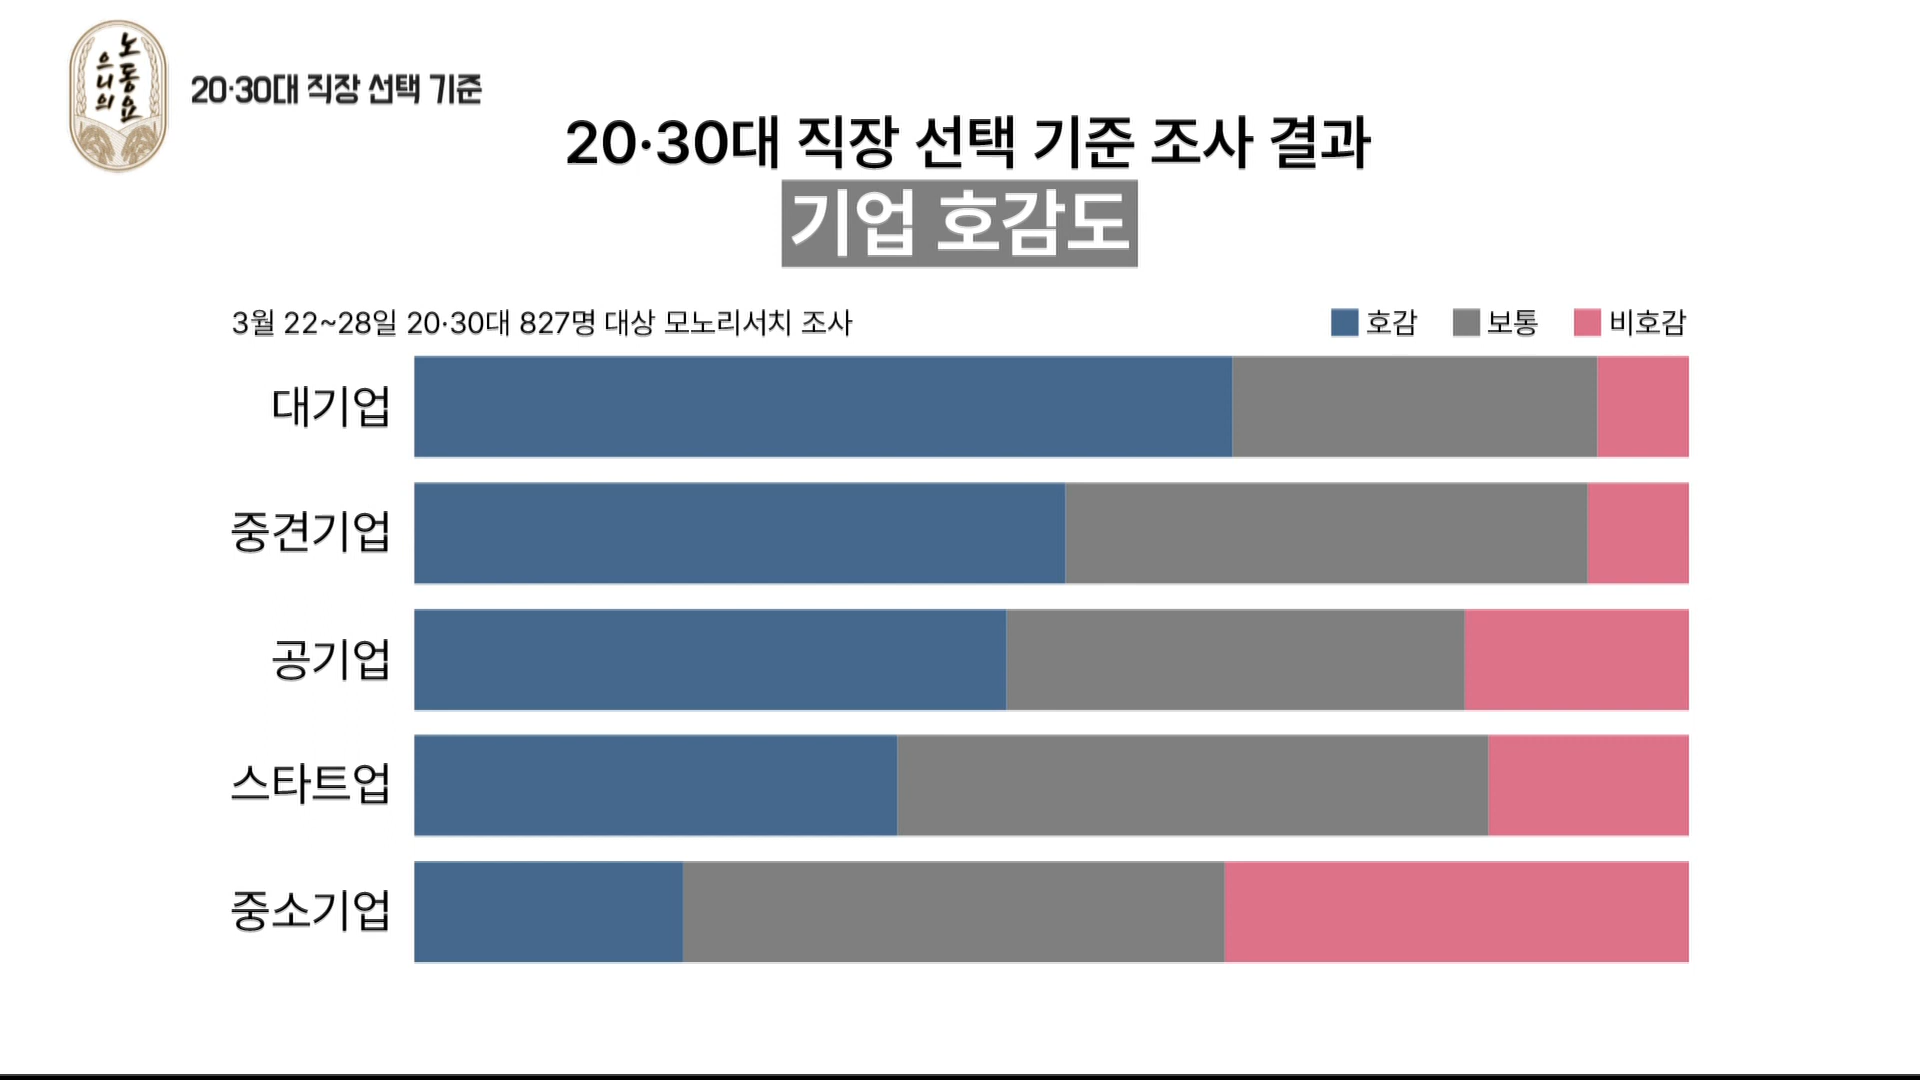 노동요
으니의
20·30대 직장 선택 기준
20·30대 직장 선택 기준 조사 결과
기업 호감도
3월 22~28일 20·30대 827명 대상 모노리서치 조사
호감 보통 비호감
대기업
중견기업
공기업
스타트업
중소기업